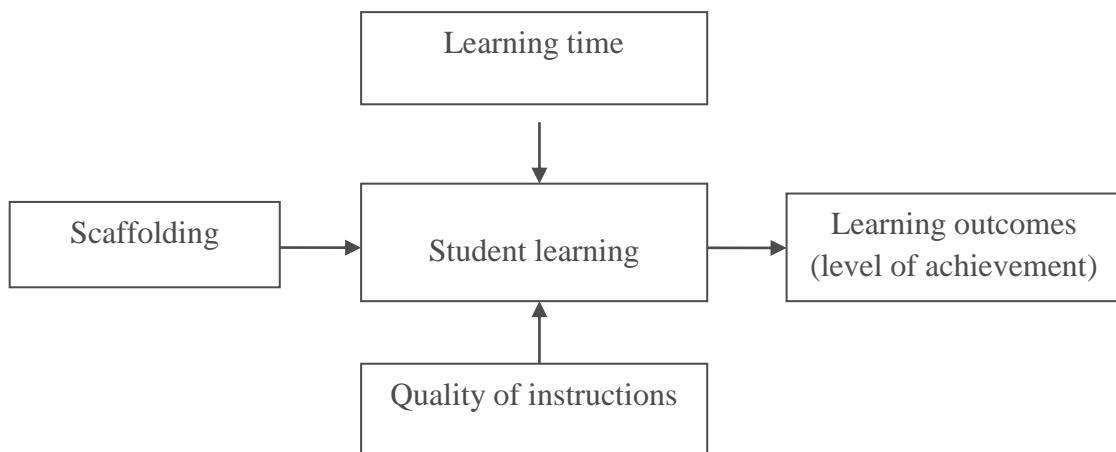 Learning time
Scaffolding
Student learning
Learning outcomes
(level of achievement)
Quality of instructions